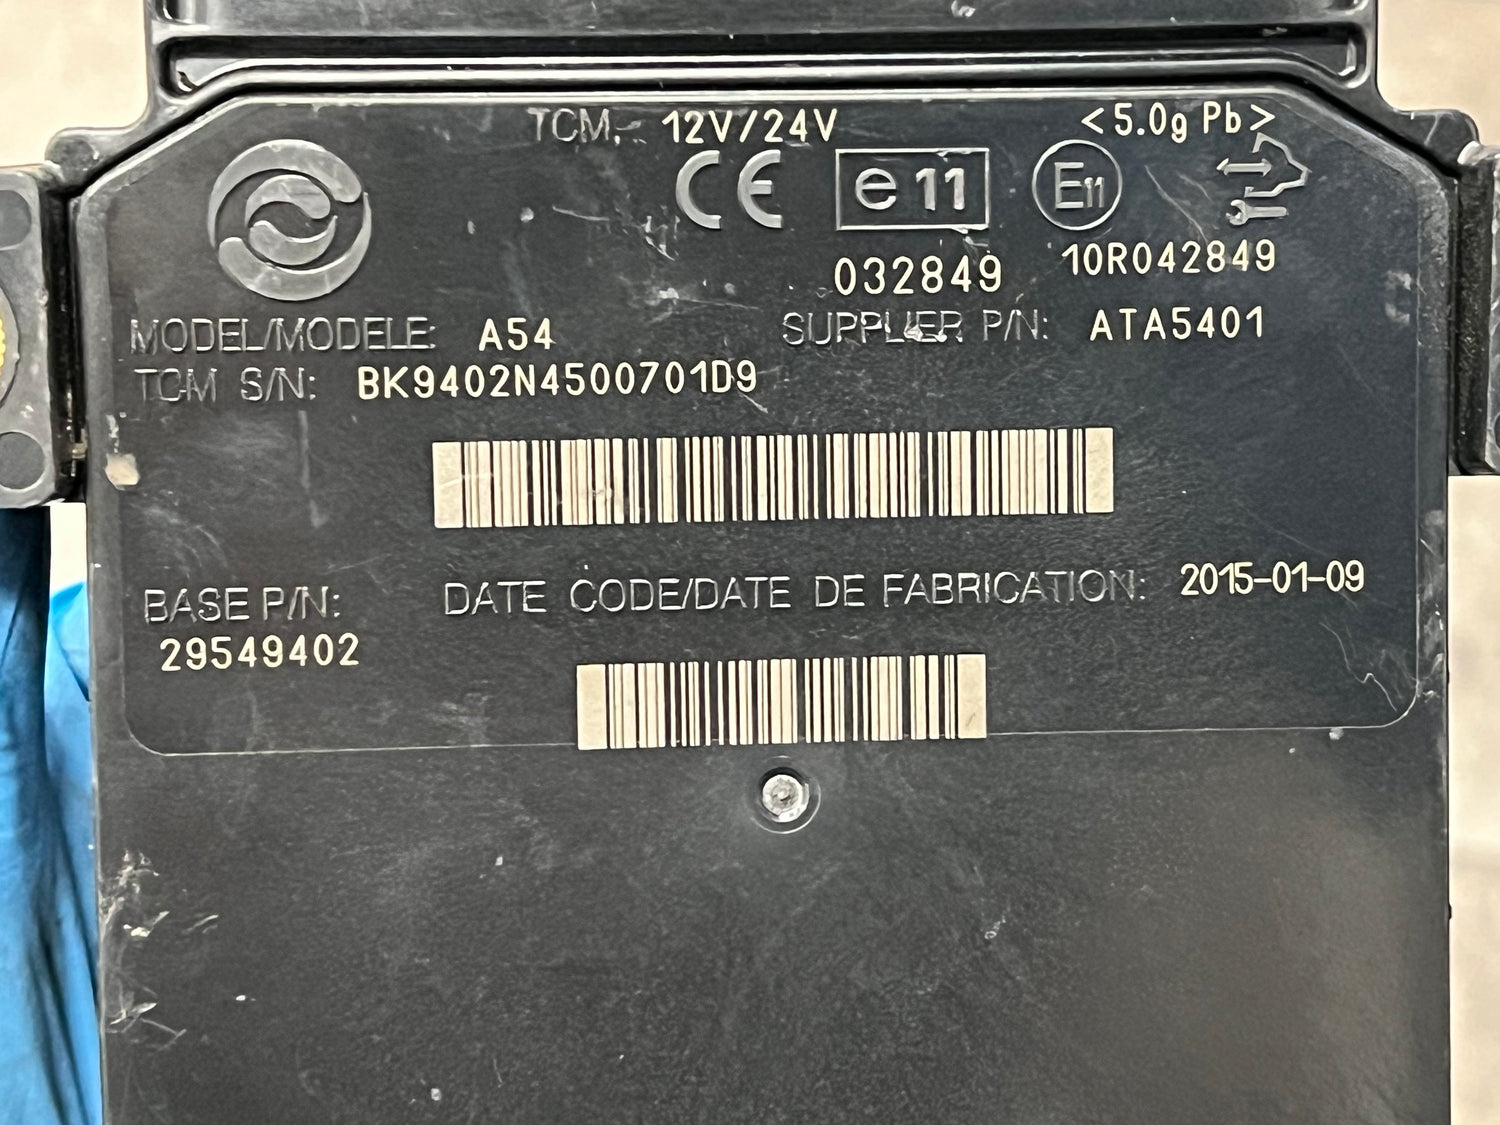 TCM: 12V/24V <5.0g Pb>
CE e11 E11
032849 10R042849
MODEL/MODELE: A54 SUPPLIER P/N: ATA5401
TCM S/N: BK9402N4500701D9
BASE P/N: DATE CODE/DATE DE FABRICATION: 2015-01-09
29549402